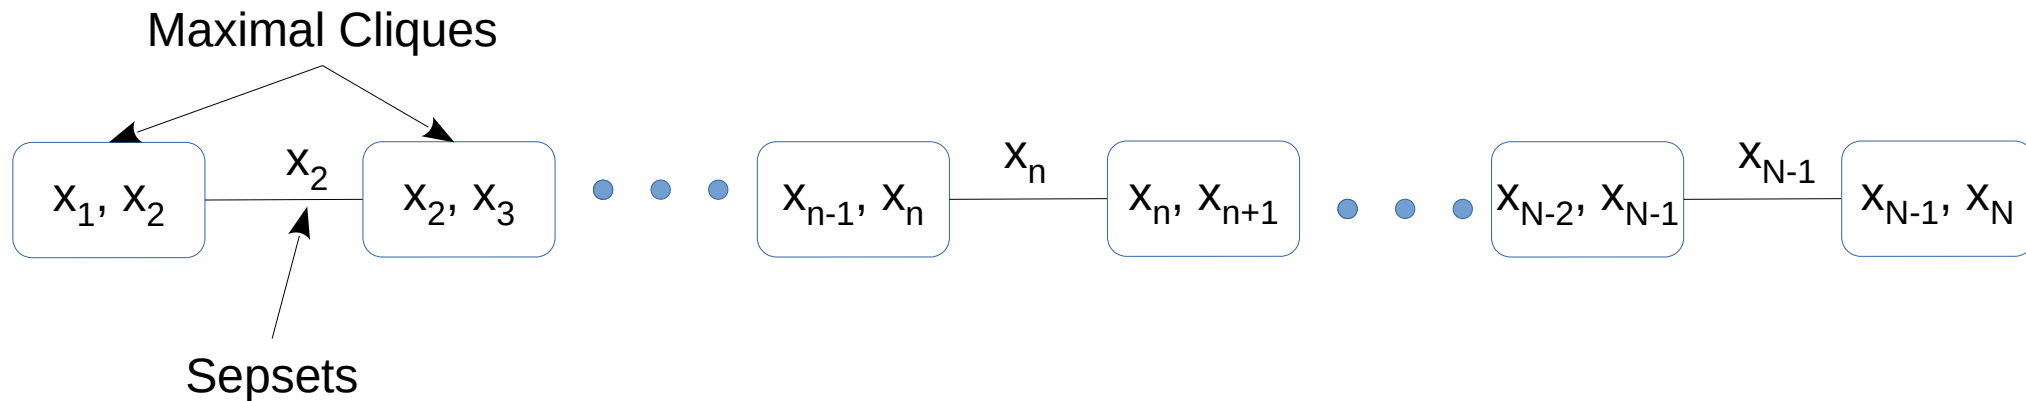 Maximal Cliques
x2 xn xN-1
x1, x2 x2, x3 xn-1, xn xn, xn+1 xN-2, xN-1 xN-1, xN
Sepsets